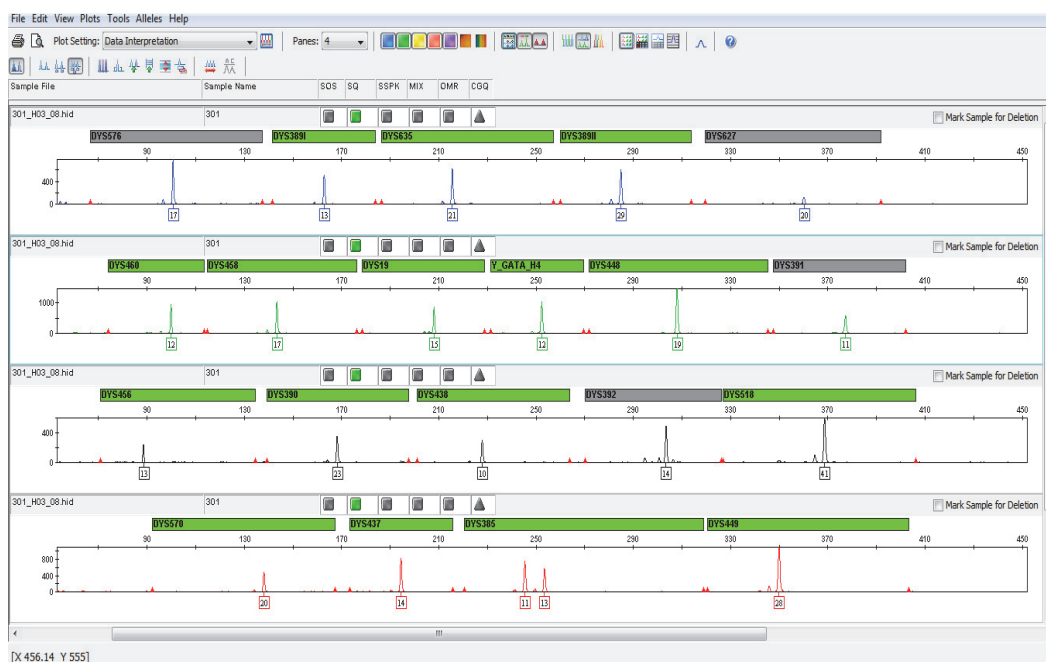 File Edit View Plots Tools Alleles Help
Plot Setting: Data Interpretation Panes: 4
Sample File Sample Name SOS SQ SSPK MIX OMR CGQ
301_H03_08.hid 301 Mark Sample for Deletion
DYS576 DYS389I DYS635 DYS389II DYS627
90 130 170 210 250 290 330 370 410 450
400
0
17 13 21 29 20
301_H03_08.hid 301 Mark Sample for Deletion
DYS460 DYS458 DYS19 Y_GATA_H4 DYS448 DYS391
90 130 170 210 250 290 330 370 410 450
1000
0
12 17 15 12 19 11
301_H03_08.hid 301 Mark Sample for Deletion
DYS456 DYS390 DYS438 DYS392 DYS518
90 130 170 210 250 290 330 370 410 450
400
0
13 23 10 14 41
301_H03_08.hid 301 Mark Sample for Deletion
DYS570 DYS437 DYS385 DYS449
90 130 170 210 250 290 330 370 410 450
800
400
0
20 14 11 13 28
[X 456.14 Y 555]